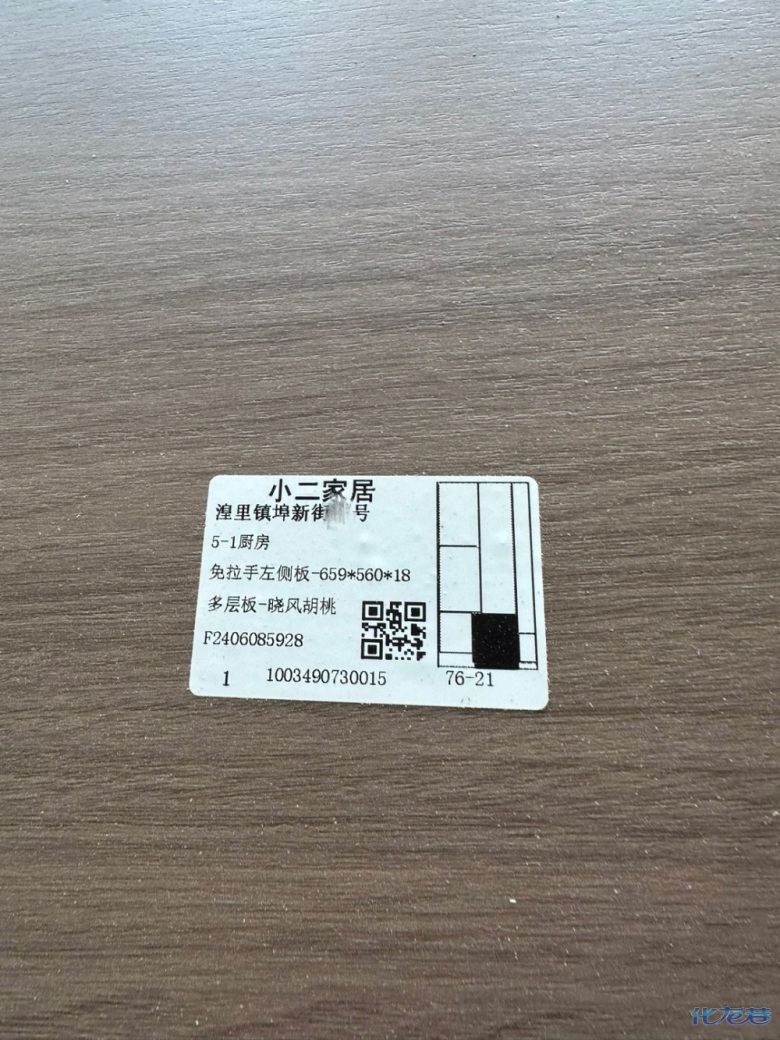 小二家居
湟里镇埠新街 号
5-1厨房
免拉手左侧板-659*560*18
多层板-晓风胡桃
F2406085928
1 1003490730015 76-21
化龙巷